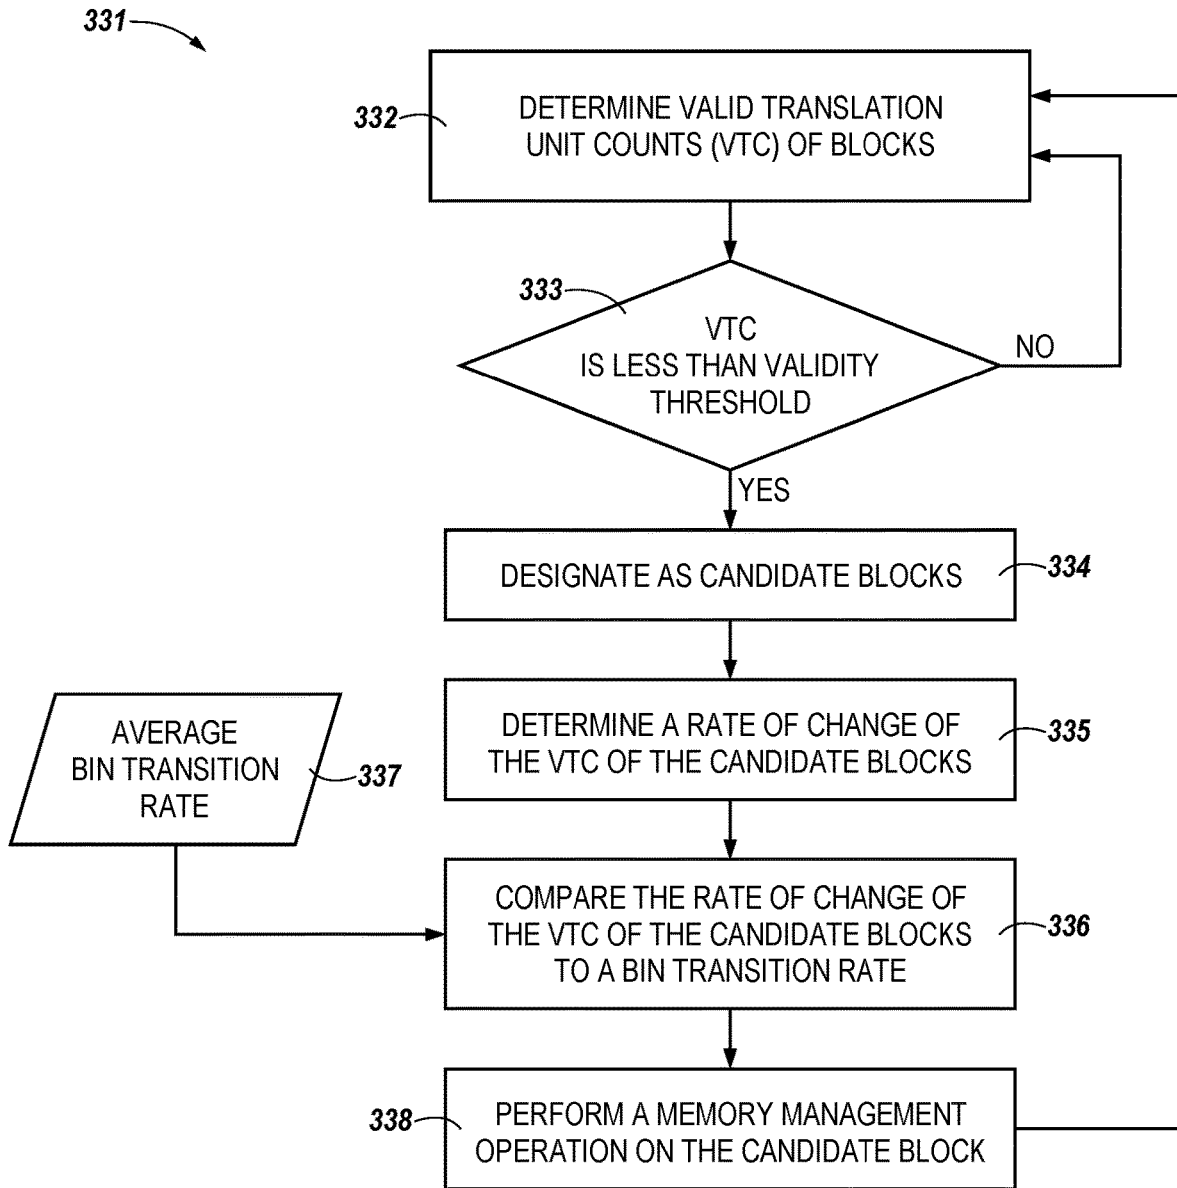 331
332
DETERMINE VALID TRANSLATION
UNIT COUNTS (VTC) OF BLOCKS
333
VTC
IS LESS THAN VALIDITY
THRESHOLD
NO
YES
DESIGNATE AS CANDIDATE BLOCKS
334
DETERMINE A RATE OF CHANGE OF
THE VTC OF THE CANDIDATE BLOCKS
335
AVERAGE
BIN TRANSITION
RATE
337
COMPARE THE RATE OF CHANGE OF
THE VTC OF THE CANDIDATE BLOCKS
TO A BIN TRANSITION RATE
336
338
PERFORM A MEMORY MANAGEMENT
OPERATION ON THE CANDIDATE BLOCK